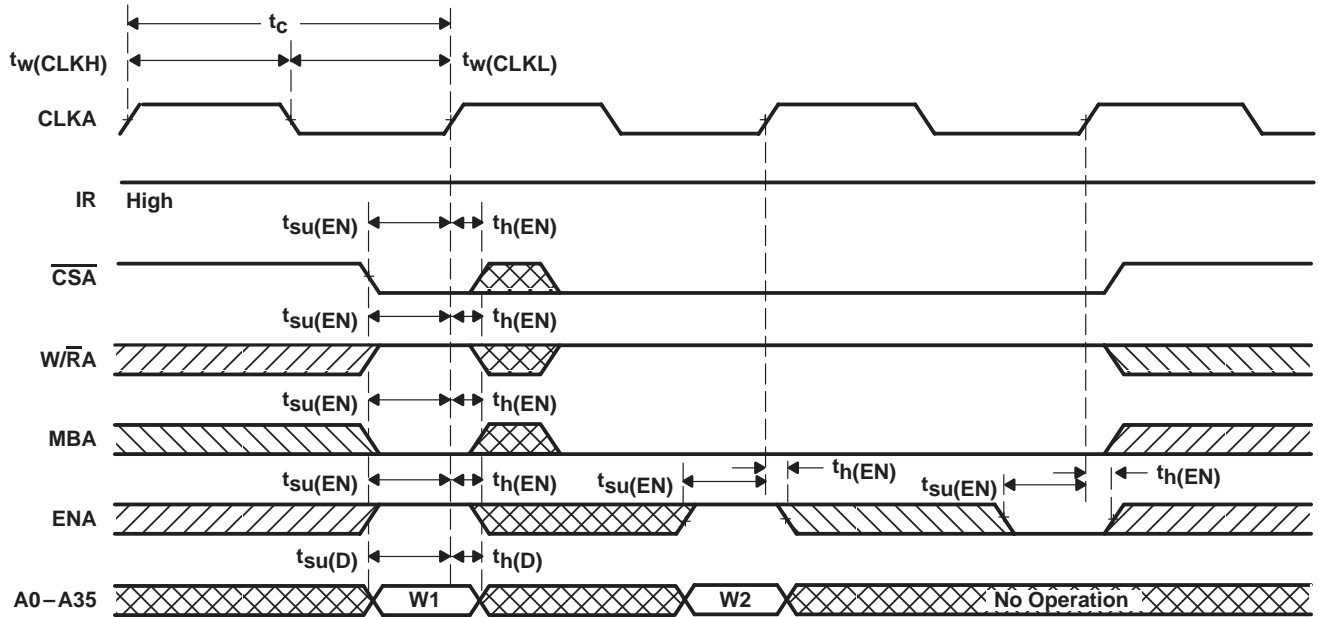 tc
tw(CLKH) tw(CLKL)
CLKA
IR High
tsu(EN) th(EN)
CSA
tsu(EN) th(EN)
W/RA
tsu(EN) th(EN)
MBA
tsu(EN) th(EN) tsu(EN) th(EN) tsu(EN) th(EN)
ENA
tsu(D) th(D)
A0–A35 W1 W2 No Operation